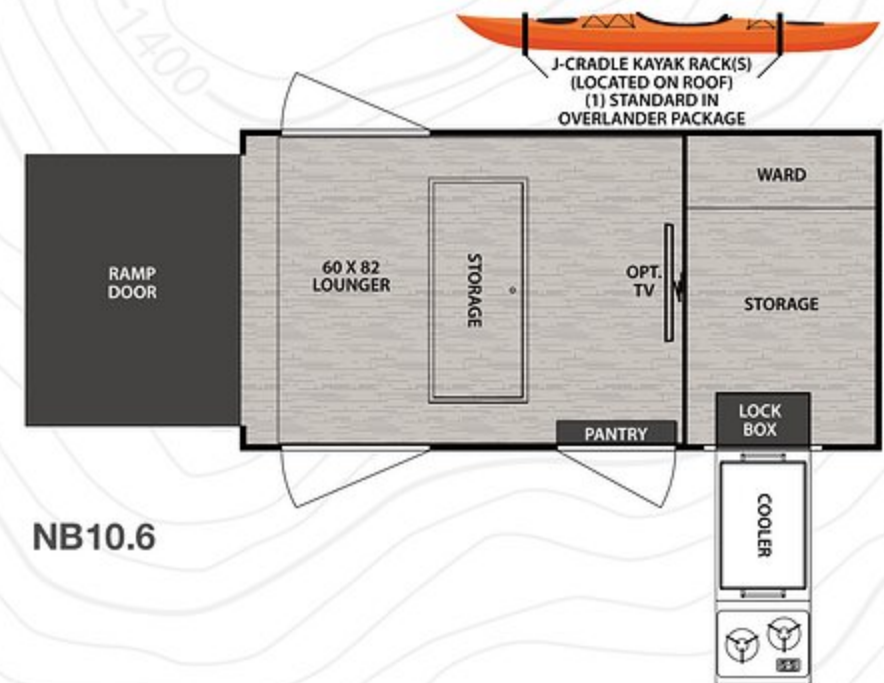 -1400
J-CRADLE KAYAK RACK(S)
(LOCATED ON ROOF)
(1) STANDARD IN
OVERLANDER PACKAGE
WARD
RAMP
DOOR
60 X 82
LOUNGER
STORAGE
OPT.
TV
STORAGE
LOCK
BOX
PANTRY
COOLER
NB10.6